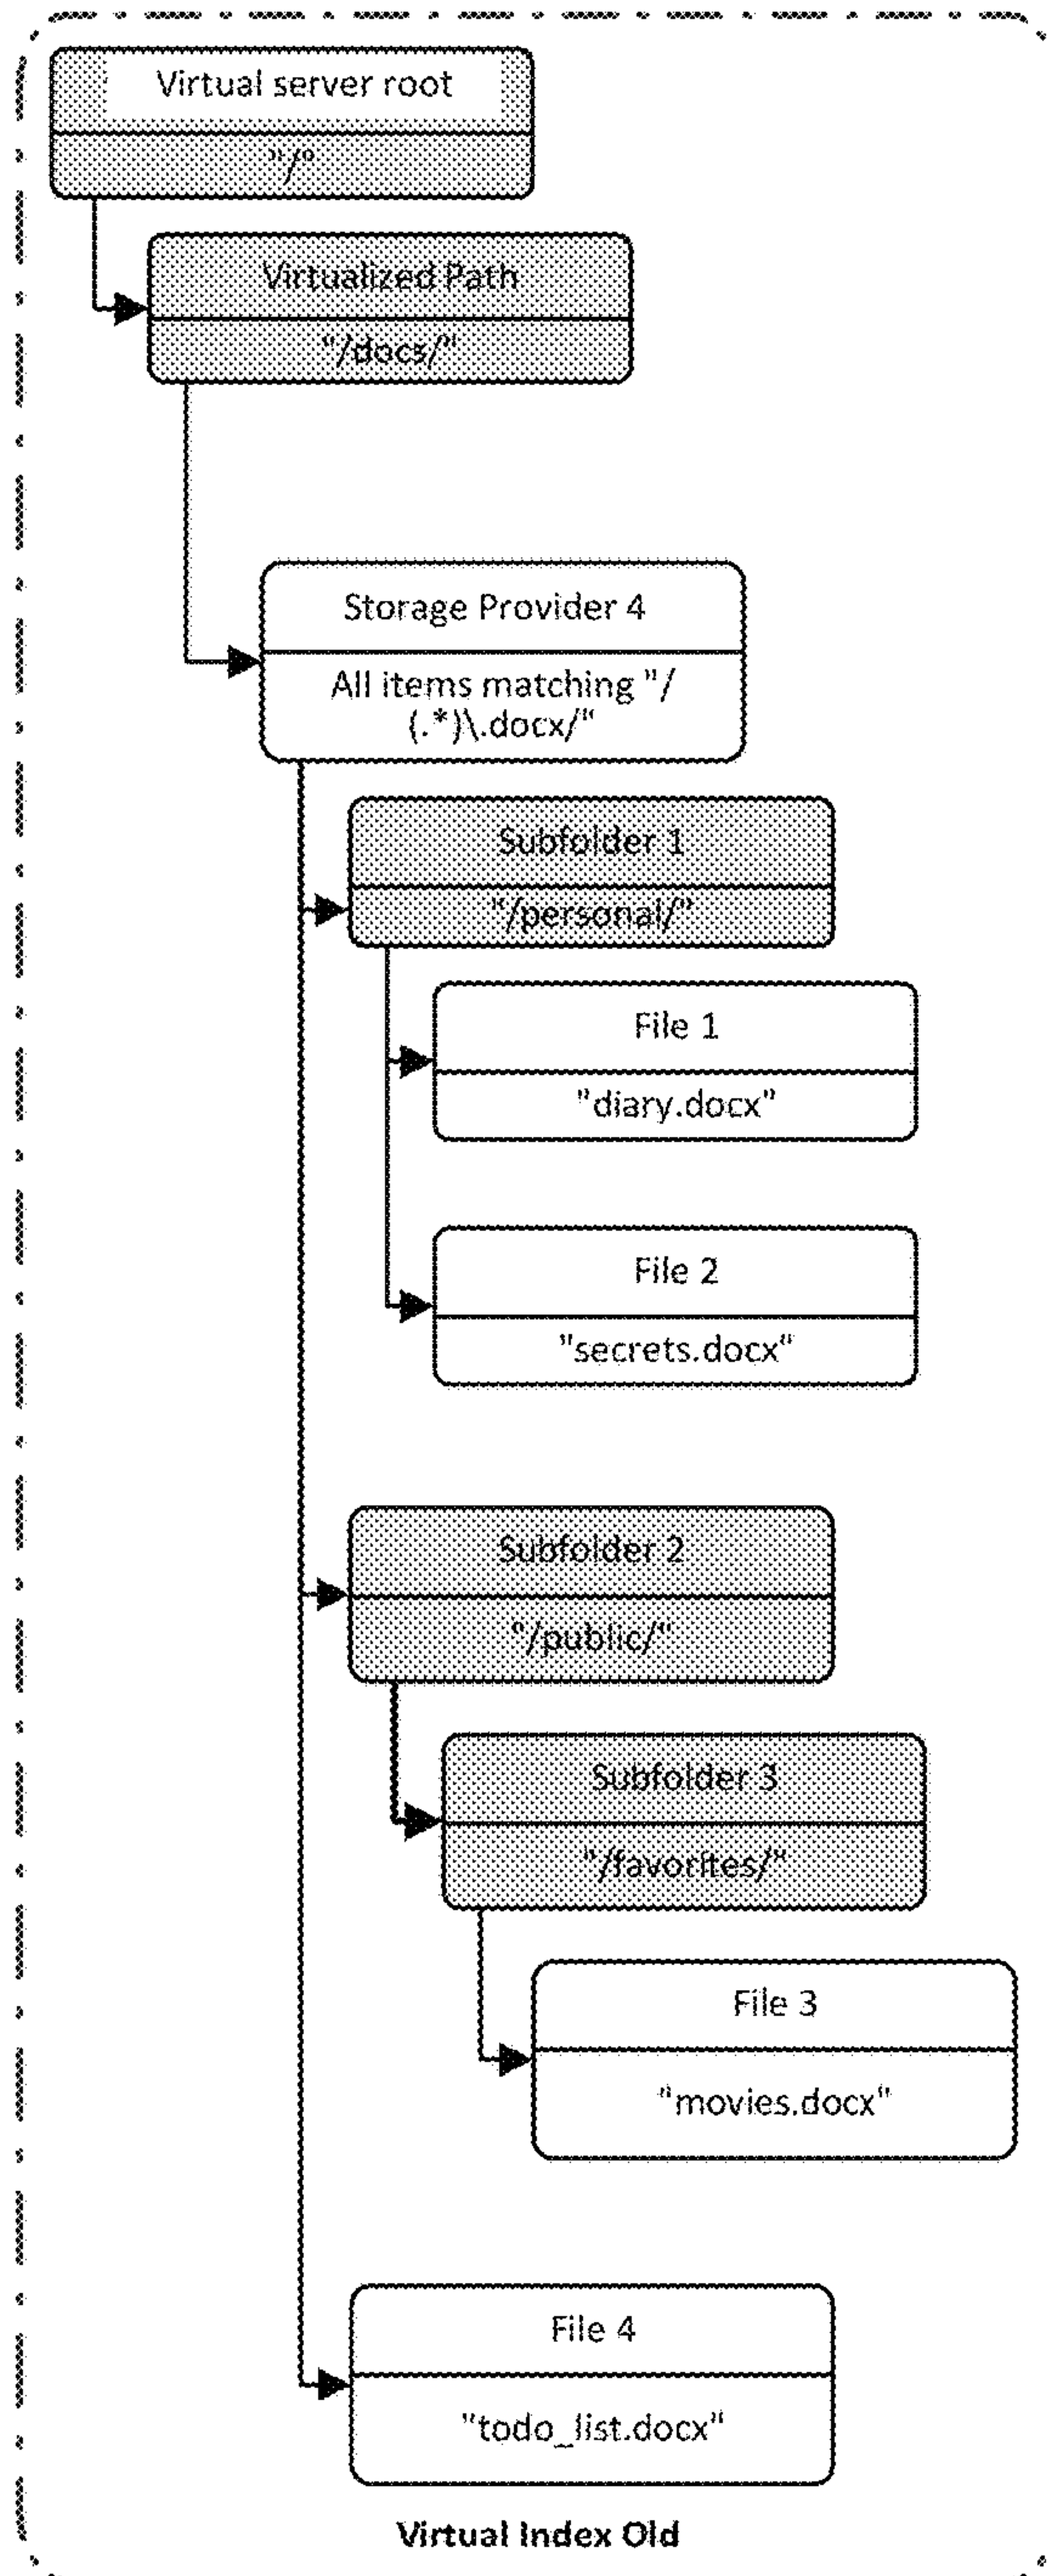 Virtual server root
"/"
Virtualized Path
"/docs/"
Storage Provider 4
All items matching "/
(.*)\.docx/"
Subfolder 1
"/personal/"
File 1
"diary.docx"
File 2
"secrets.docx"
Subfolder 2
"/public/"
Subfolder 3
"/favorites/"
File 3
"movies.docx"
File 4
"todo_list.docx"
Virtual Index Old